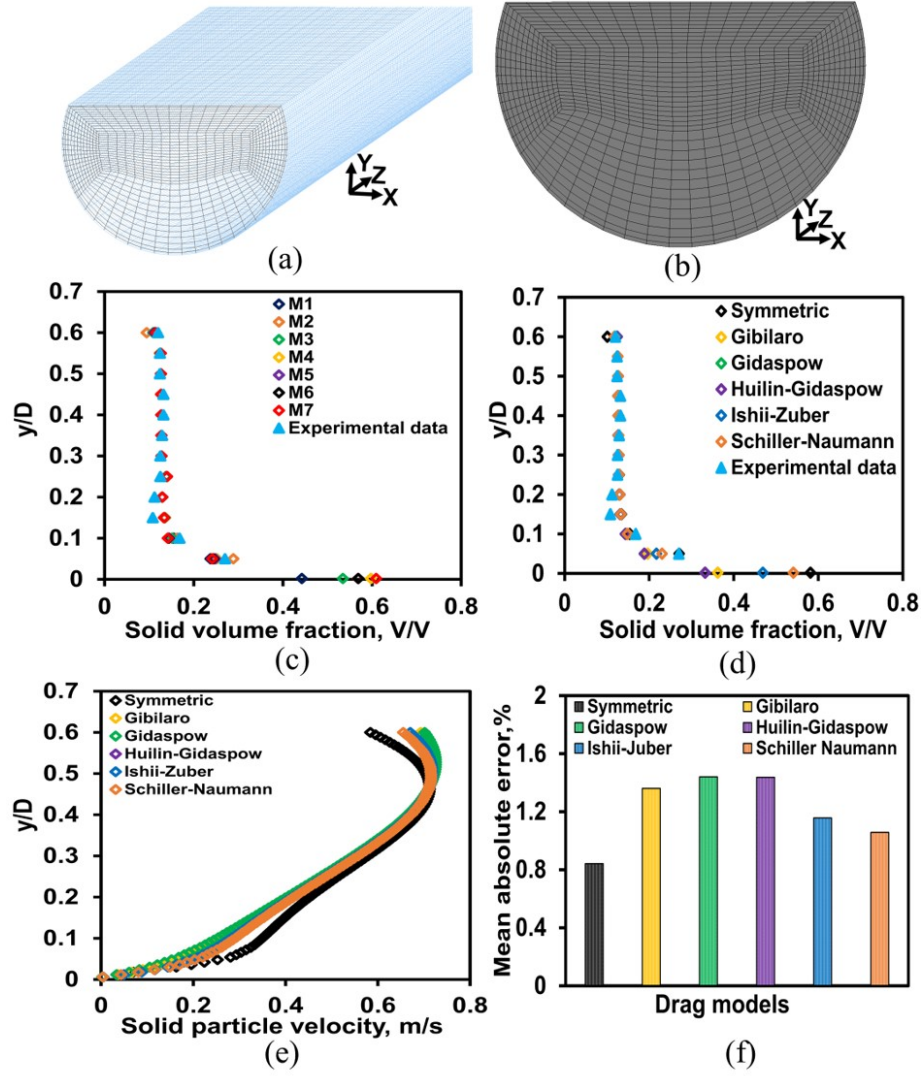 Y
Z
X
(a)
Y
Z
X
(b)
0.7
0.6
0.5
0.4
0.3
0.2
0.1
0
y/D
M1
M2
M3
M4
M5
M6
M7
Experimental data
0 0.2 0.4 0.6 0.8
Solid volume fraction, V/V
(c)
0.7
0.6
0.5
0.4
0.3
0.2
0.1
0
y/D
Symmetric
Gibilaro
Gidaspow
Huilin-Gidaspow
Ishii-Zuber
Schiller-Naumann
Experimental data
0 0.2 0.4 0.6 0.8
Solid volume fraction, V/V
(d)
0.7
0.6
0.5
0.4
0.3
0.2
0.1
0
y/D
Symmetric
Gibilaro
Gidaspow
Huilin-Gidaspow
Ishii-Zuber
Schiller-Naumann
0 0.2 0.4 0.6 0.8
Solid particle velocity, m/s
(e)
2
1.6
1.2
0.8
0.4
0
Mean absolute error,%
Symmetric Gibilaro
Gidaspow Huilin-Gidaspow
Ishii-Juber Schiller Naumann
Drag models
(f)